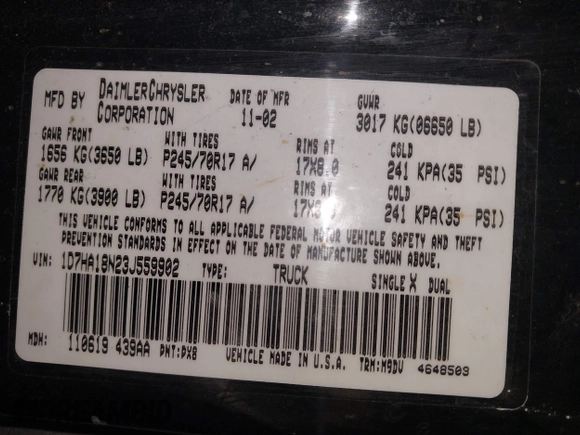 MFD BY DAIMLERCHRYSLER CORPORATION DATE OF MFR 11-02 GVWR 3017 KG(06650 LB)
GAWR FRONT WITH TIRES RIMS AT COLD
1656 KG(3650 LB) P245/70R17 A/ 17X8.0 241 KPA(35 PSI)
GAWR REAR WITH TIRES RIMS AT COLD
1770 KG(3900 LB) P245/70R17 A/ 241 KPA(35 PSI)
THIS VEHICLE CONFORMS TO ALL APPLICABLE FEDERAL MOTOR VEHICLE SAFETY AND THEFT
PREVENTION STANDARDS IN EFFECT ON THE DATE OF MANUFACTURE SHOWN ABOVE.
VIN: 1D7HA18N23J559902 TYPE: TRUCK SINGLE X DUAL
MDH: 110619 439AA PNT:PX8 VEHICLE MADE IN U.S.A. TRM:M9DV 4648503